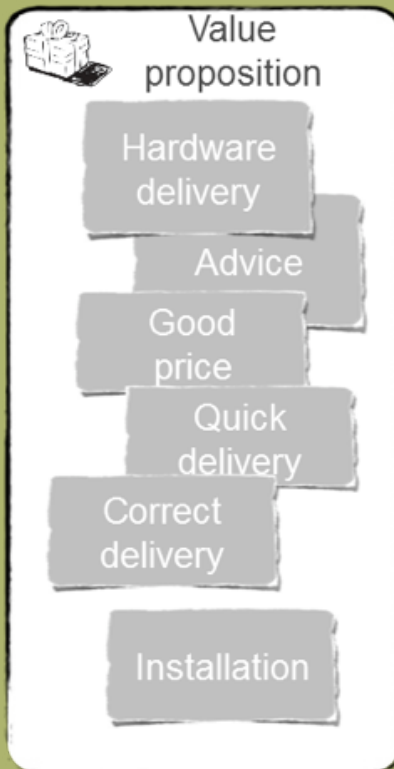 Value
proposition
Hardware
delivery
Advice
Good
price
Quick
delivery
Correct
delivery
Installation